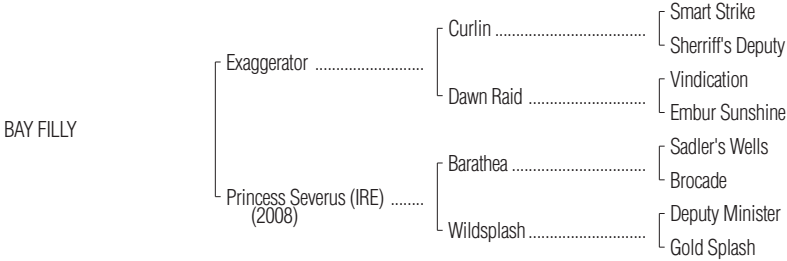 Smart Strike
Curlin ....................................
Sherriff's Deputy
Exaggerator .........................
Vindication
Dawn Raid ............................
Embur Sunshine
BAY FILLY
Sadler's Wells
Barathea ................................
Brocade
Princess Severus (IRE) ........
(2008)
Deputy Minister
Wildsplash ............................
Gold Splash